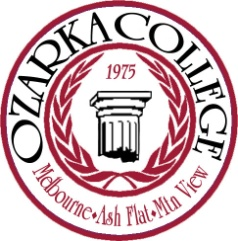 OZARKA COLLEGE
1975
Melbourne • Ash Flat • Mtn View